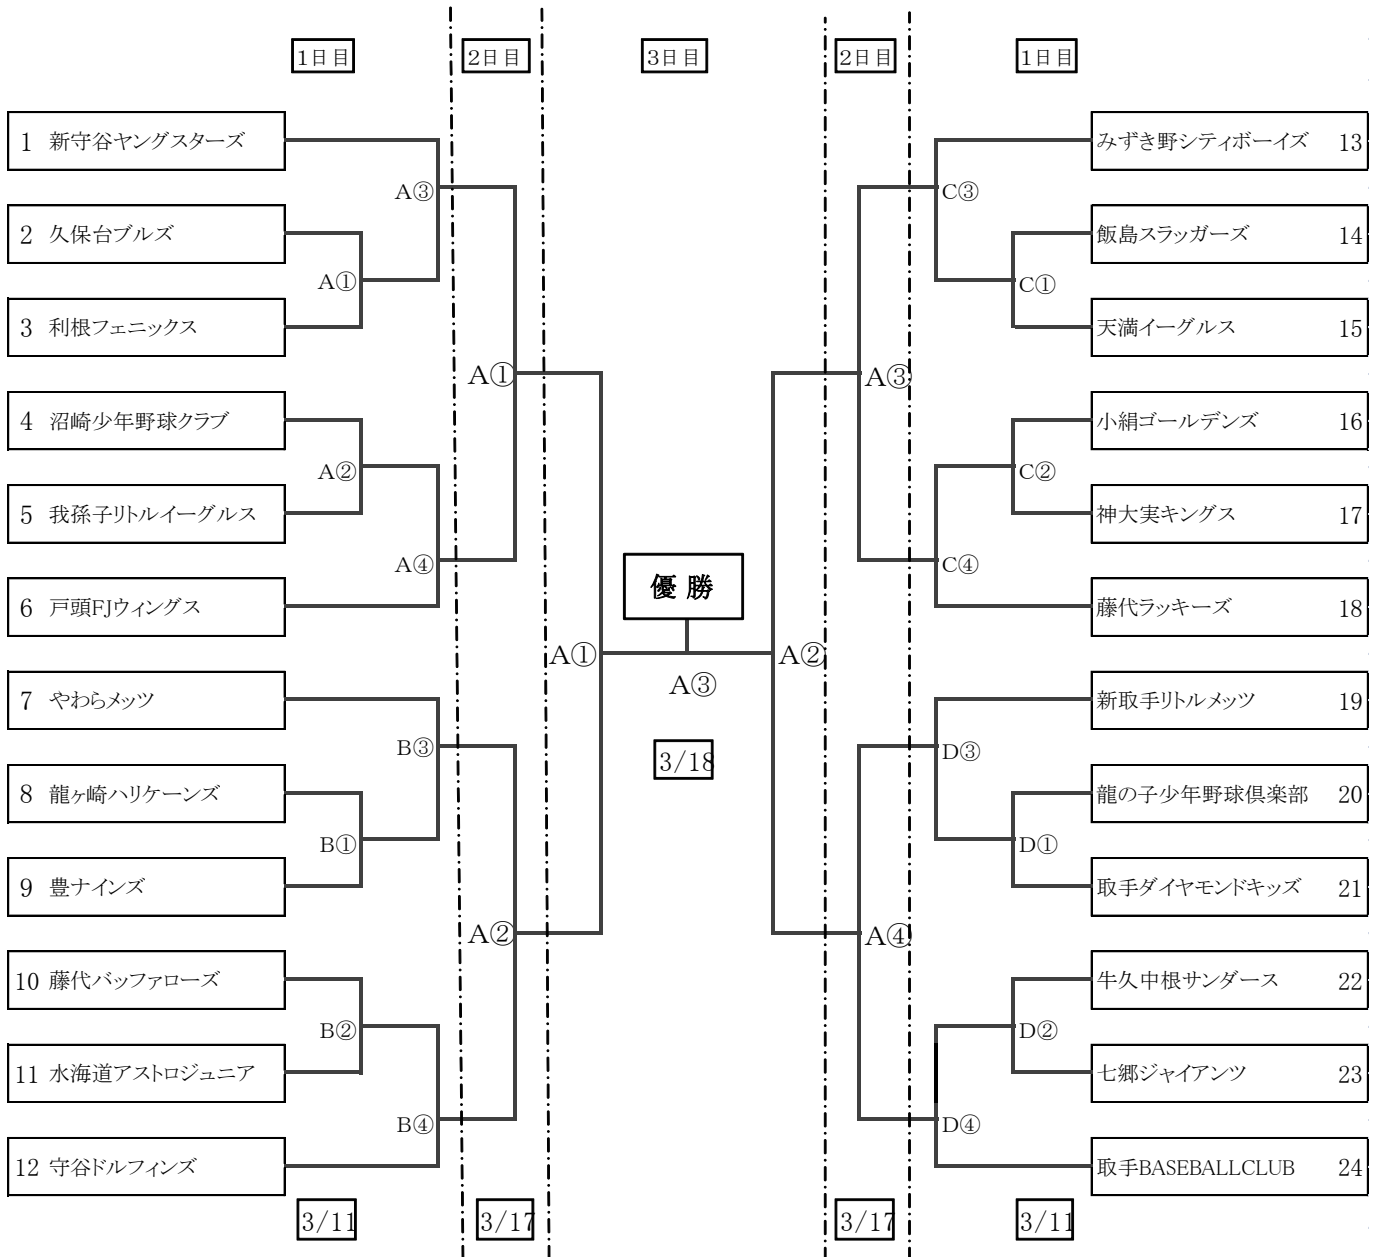 1日目
2日目
3日目
2日目
1日目
1 新守谷ヤングスターズ
みずき野シティボーイズ 13
A③
C③
2 久保台ブルズ
飯島スラッガーズ 14
A①
C①
3 利根フェニックス
天満イーグルス 15
A①
A③
4 沼崎少年野球クラブ
小絹ゴールデンズ 16
A②
C②
5 我孫子リトルイーグルス
神大実キングス 17
A④
C④
優勝
6 戸頭FJウィングス
藤代ラッキーズ 18
A①
A②
A③
7 やわらメッツ
新取手リトルメッツ 19
B③
D③
3/18
8 龍ヶ崎ハリケーンズ
龍の子少年野球倶楽部 20
B①
D①
9 豊ナインズ
取手ダイヤモンドキッズ 21
A②
A④
10 藤代バッファローズ
牛久中根サンダース 22
B②
D②
11 水海道アストロジュニア
七郷ジャイアンツ 23
B④
D④
12 守谷ドルフィンズ
取手BASEBALLCLUB 24
3/11
3/17
3/17
3/11